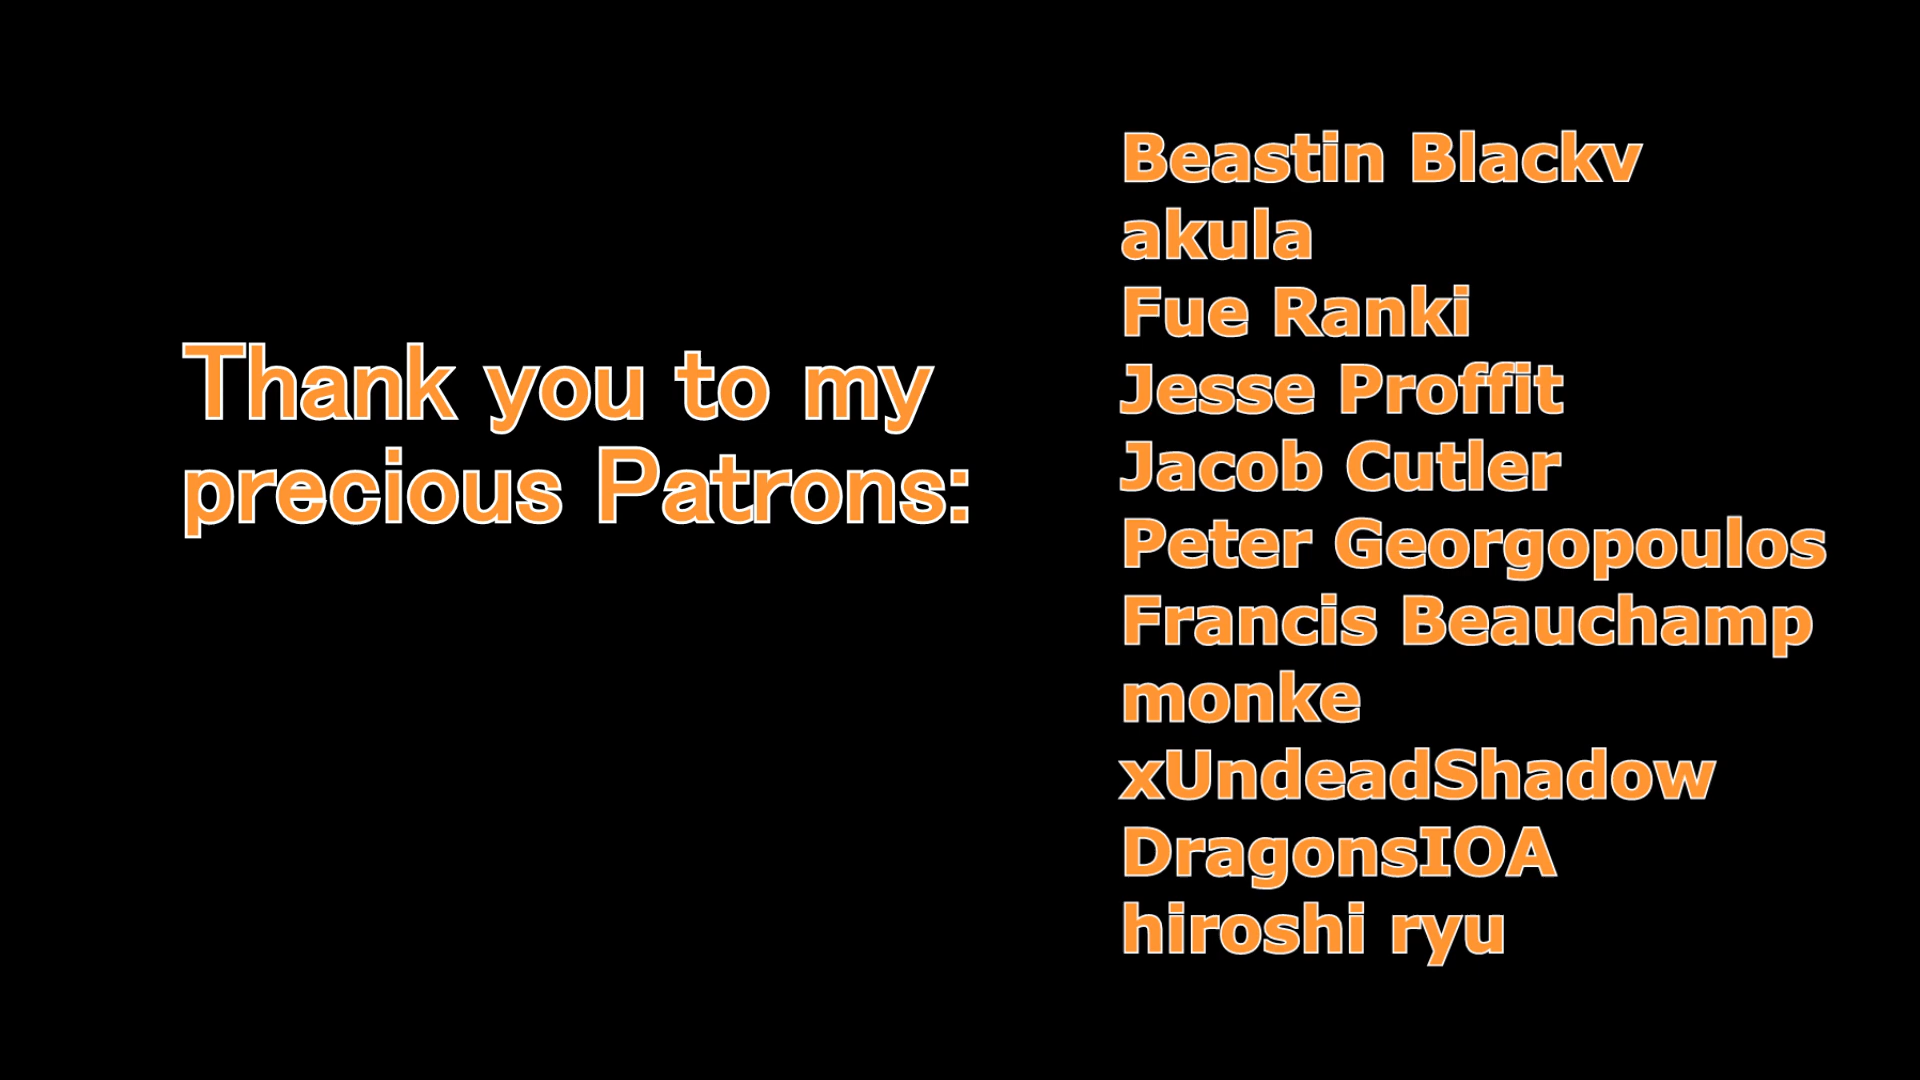 Thank you to my
precious Patrons:
Beastin Blackv
akula
Fue Ranki
Jesse Proffit
Jacob Cutler
Peter Georgopoulos
Francis Beauchamp
monke
xUndeadShadow
DragonsIOA
hiroshi ryu